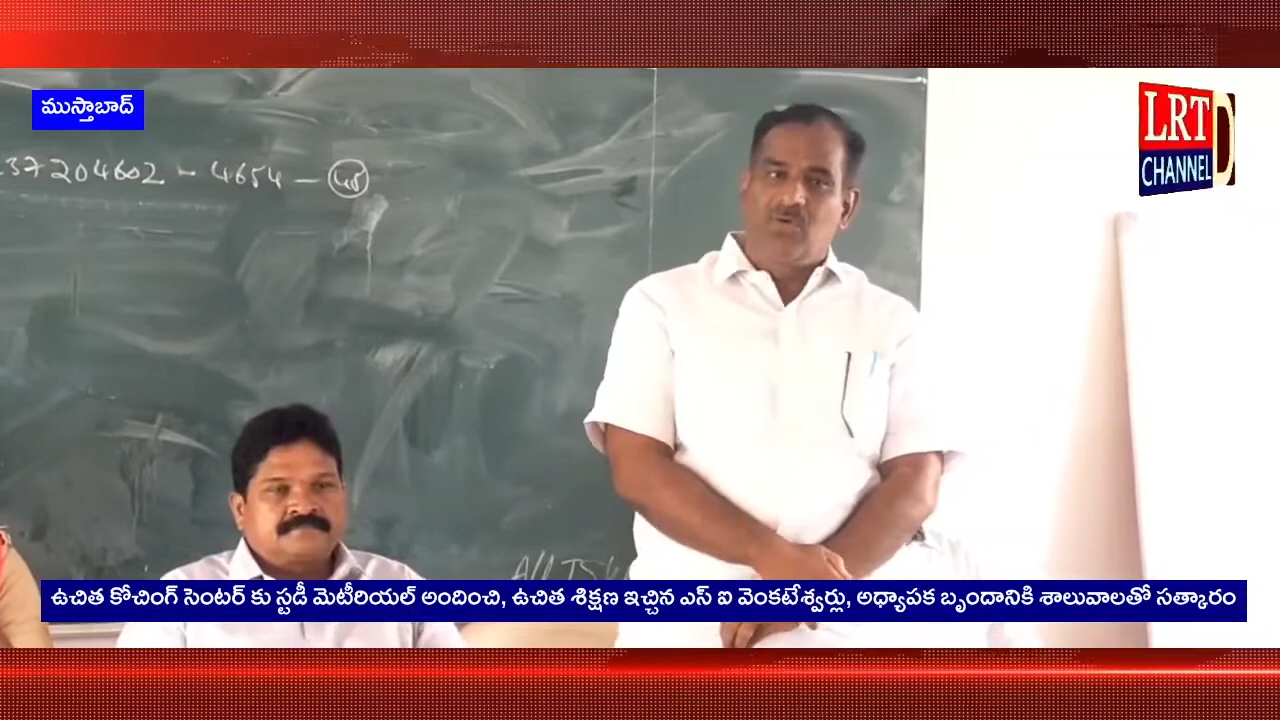 ముస్తాబాద్
LRT
CHANNEL
D
37204602 - 4654 - 
ఉచిత కోచింగ్ సెంటర్ కు స్టడీ మెటీరియల్ అందించి, ఉచిత శిక్షణ ఇచ్చిన ఎస్ ఐ వెంకటేశ్వర్లు, అధ్యాపక బృందానికి శాలువాలతో సత్కారం